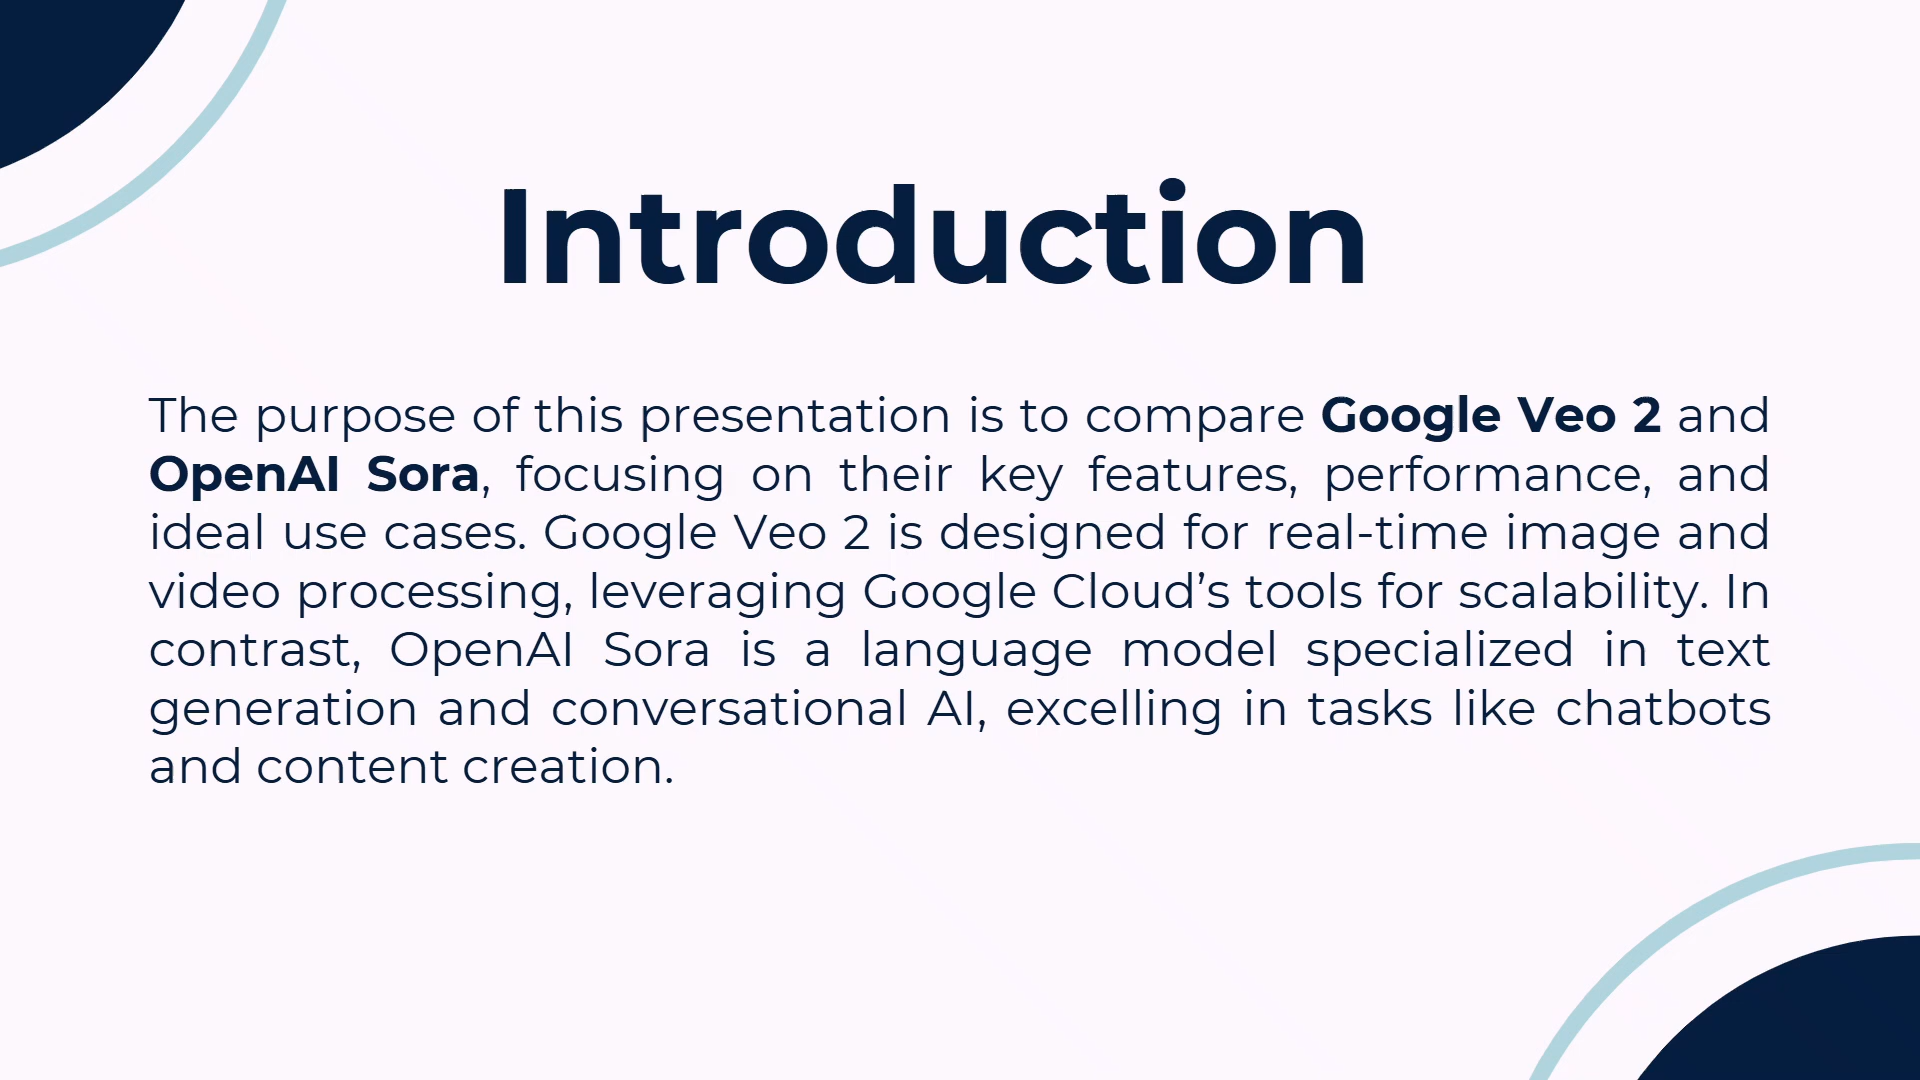 Introduction
The purpose of this presentation is to compare Google Veo 2 and
OpenAI Sora, focusing on their key features, performance, and
ideal use cases. Google Veo 2 is designed for real-time image and
video processing, leveraging Google Cloud’s tools for scalability. In
contrast, OpenAI Sora is a language model specialized in text
generation and conversational AI, excelling in tasks like chatbots
and content creation.